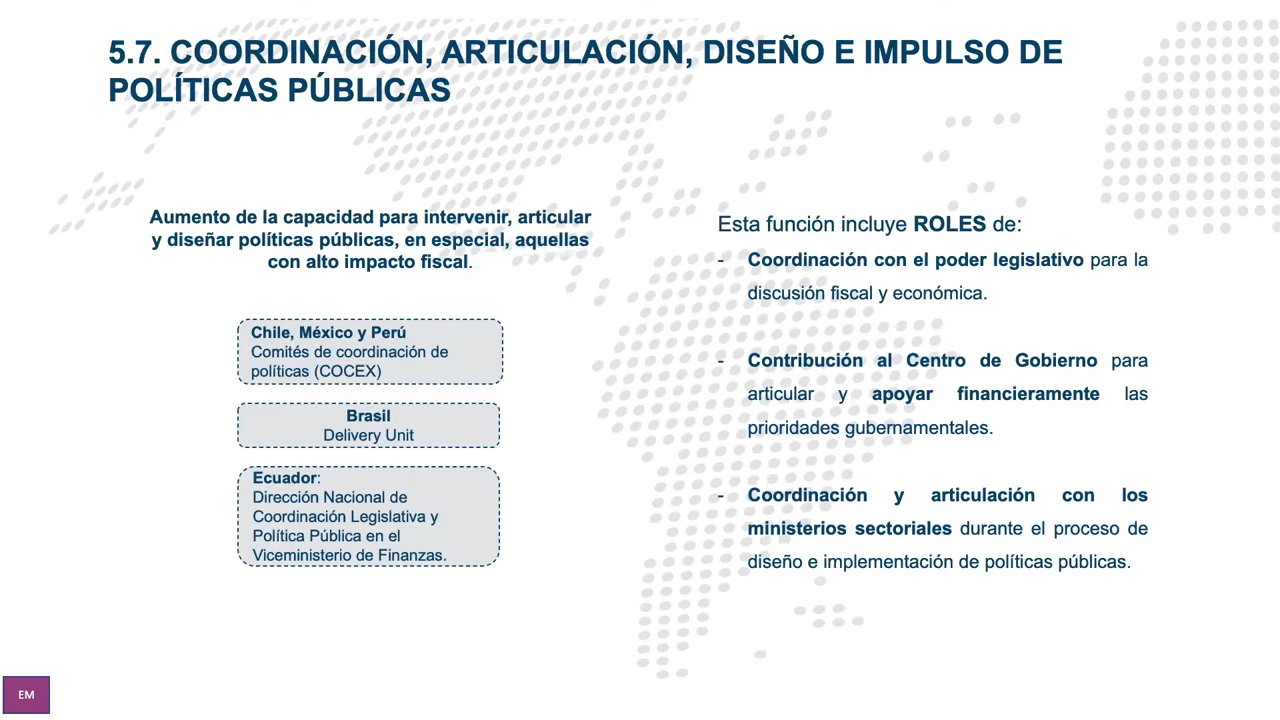 5.7. COORDINACIÓN, ARTICULACIÓN, DISEÑO E IMPULSO DE
POLÍTICAS PÚBLICAS
Aumento de la capacidad para intervenir, articular
y diseñar políticas públicas, en especial, aquellas
con alto impacto fiscal.
Chile, México y Perú
Comités de coordinación de
políticas (COCEX)
Brasil
Delivery Unit
Ecuador:
Dirección Nacional de
Coordinación Legislativa y
Política Pública en el
Viceministerio de Finanzas.
Esta función incluye ROLES de:
- Coordinación con el poder legislativo para la
discusión fiscal y económica.
- Contribución al Centro de Gobierno para
articular y apoyar financieramente las
prioridades gubernamentales.
- Coordinación y articulación con los
ministerios sectoriales durante el proceso de
diseño e implementación de políticas públicas.
EM